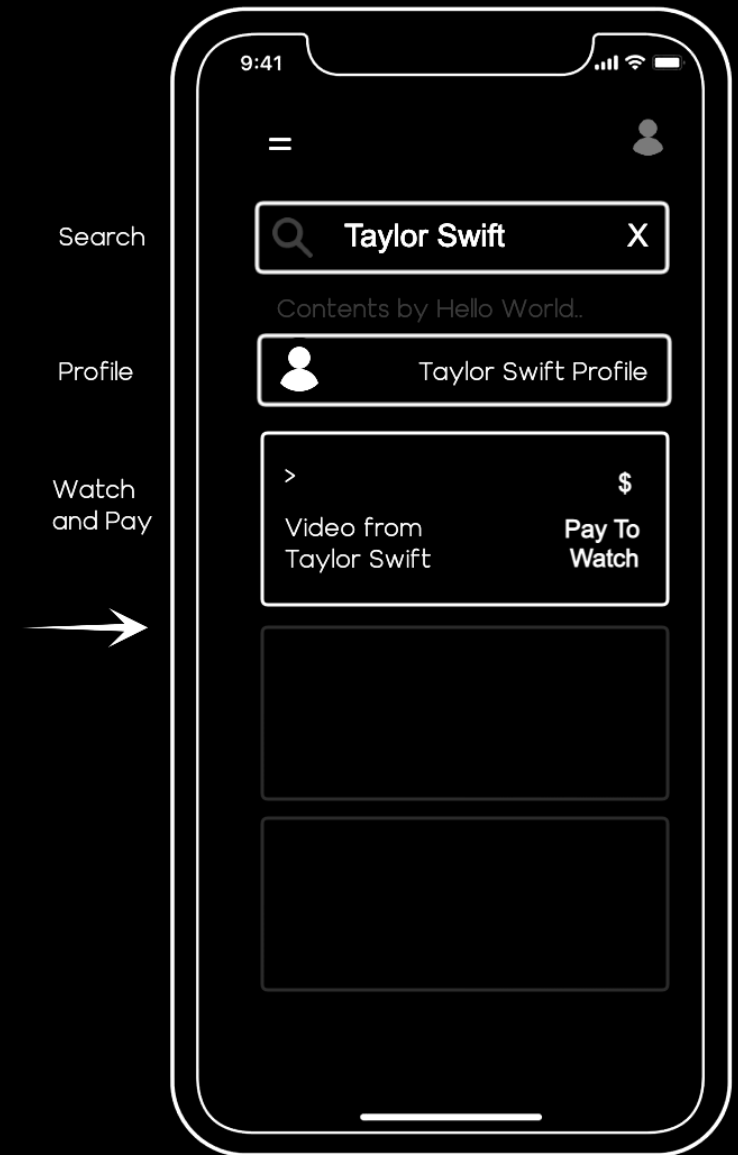 9:41
=
Search
Taylor Swift X
Contents by Hello World..
Profile
Taylor Swift Profile
Watch
and Pay
> $
Video from
Taylor Swift
Pay To
Watch